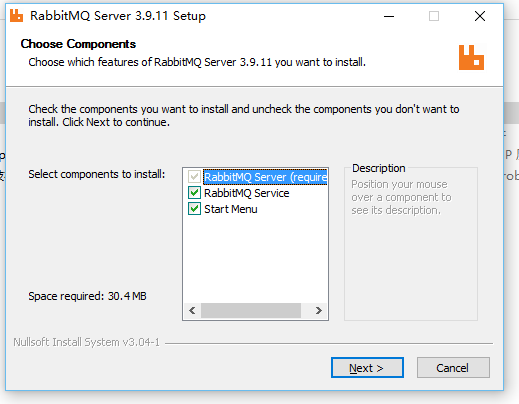 RabbitMQ Server 3.9.11 Setup
Choose Components
Choose which features of RabbitMQ Server 3.9.11 you want to install.
Check the components you want to install and uncheck the components you don't want to
install. Click Next to continue.
Select components to install:
RabbitMQ Server (require
RabbitMQ Service
Start Menu
Description
Position your mouse
over a component to
see its description.
Space required: 30.4 MB
Nullsoft Install System v3.04-1
Next >
Cancel